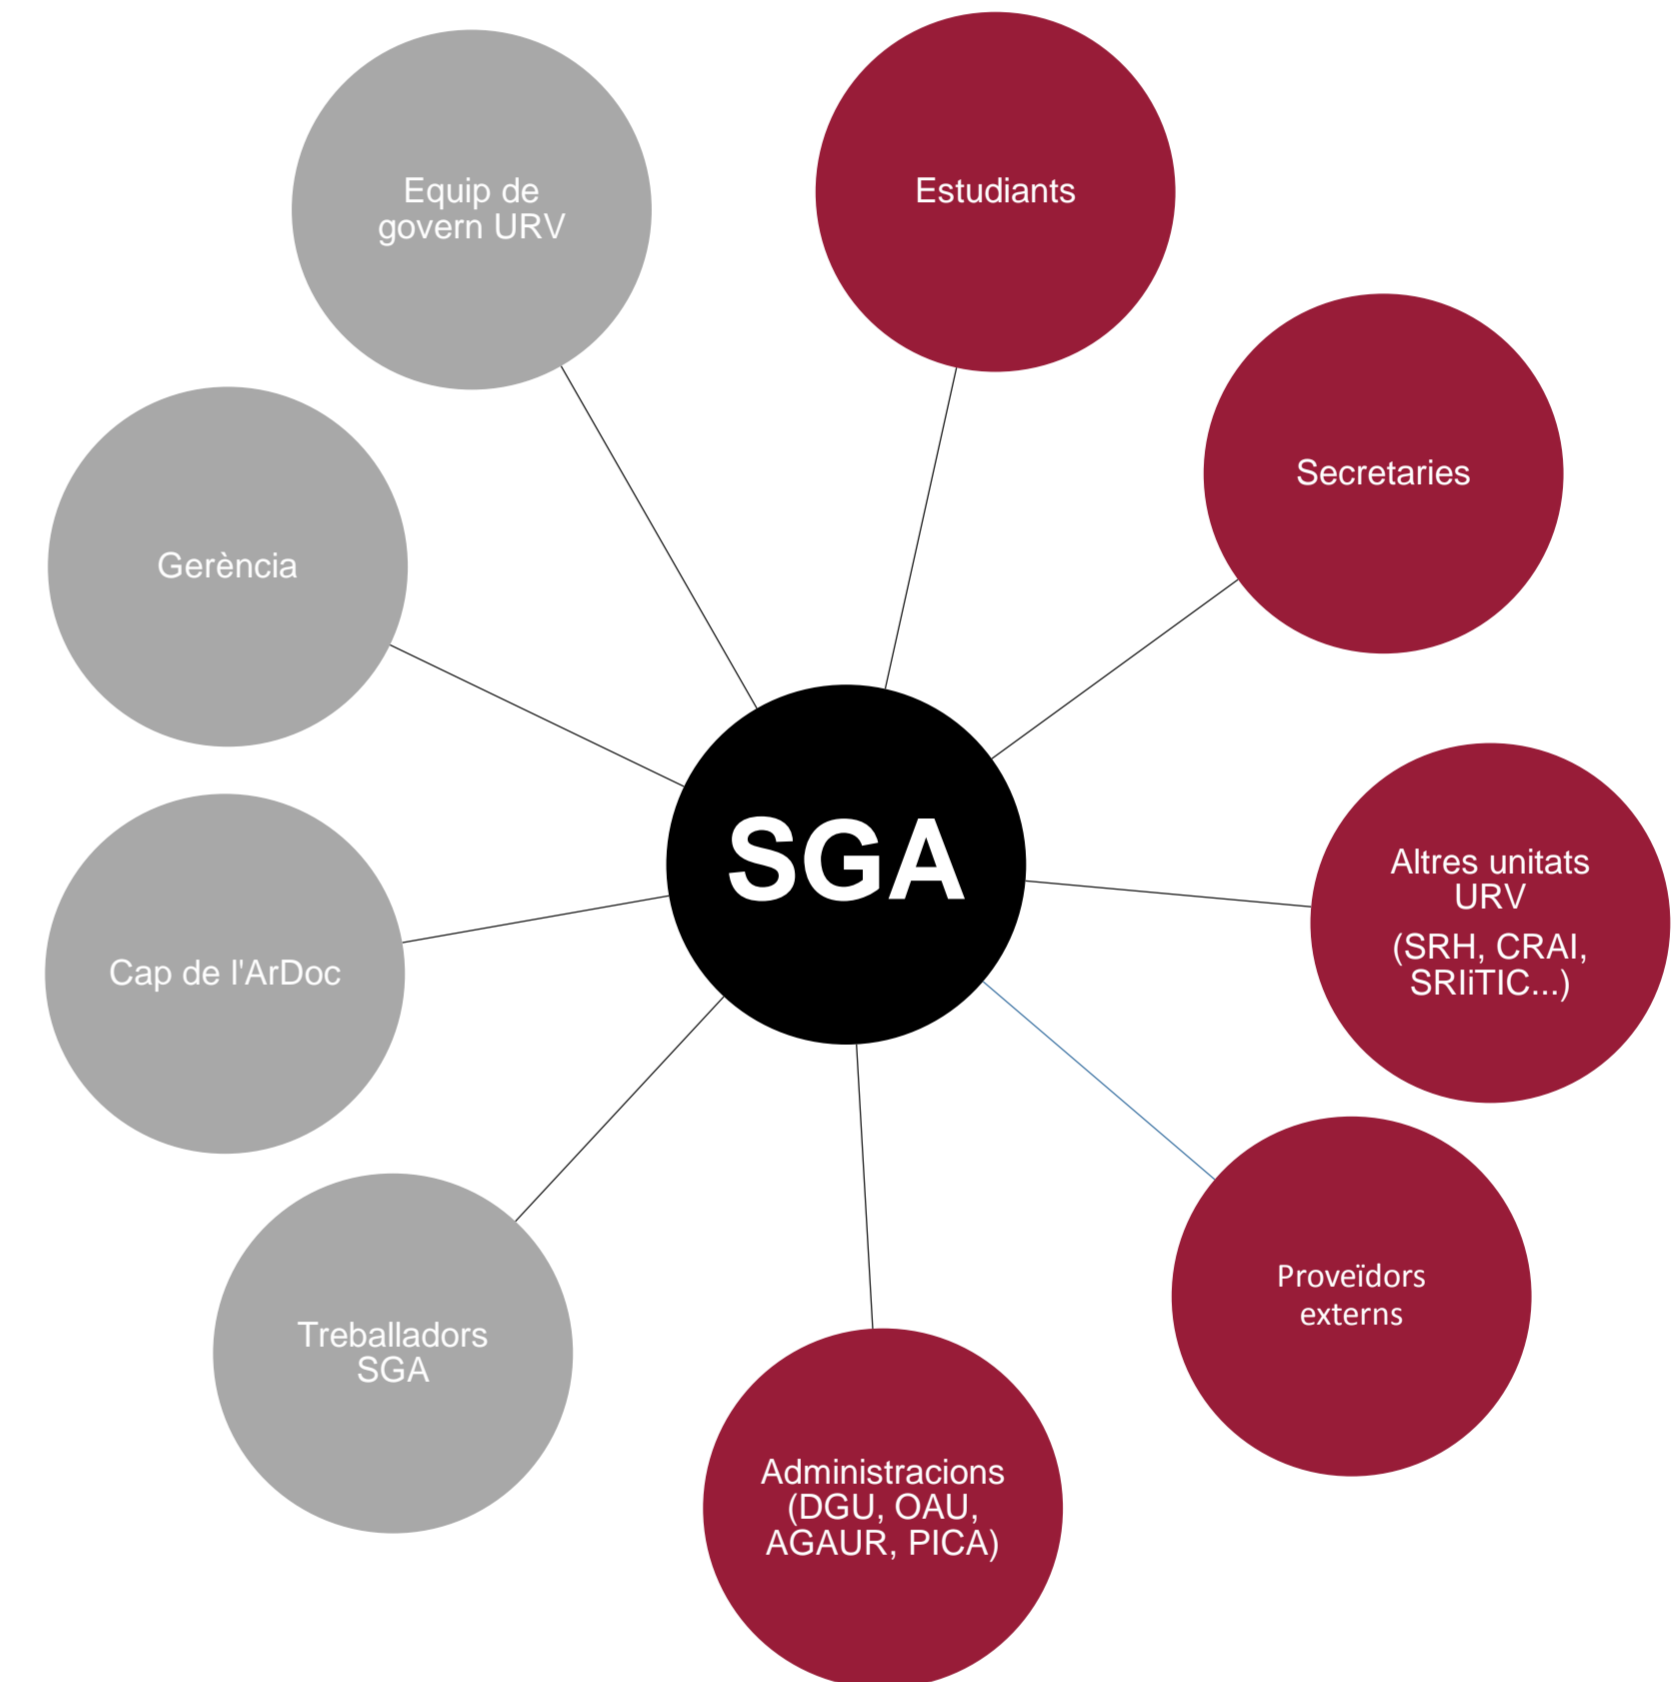 Equip de
govern URV
Estudiants
Secretaries
Gerència
SGA
Altres unitats
URV
(SRH, CRAI,
SRIiTIC...)
Cap de l'ArDoc
Proveïdors
externs
Treballadors
SGA
Administracions
(DGU, OAU,
AGAUR, PICA)